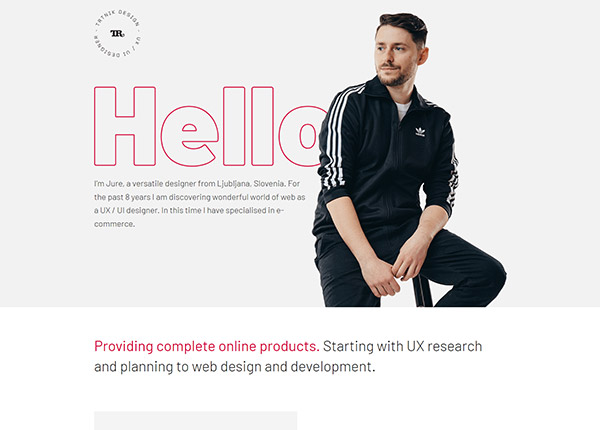 TRTNIK DESIGN - UX / UI DESIGNER -
TR.
Hello
I'm Jure, a versatile designer from Ljubljana, Slovenia. For
the past 8 years I am discovering wonderful world of web as
a UX / UI designer. In this time I have specialised in e-
commerce.
Providing complete online products. Starting with UX research
and planning to web design and development.